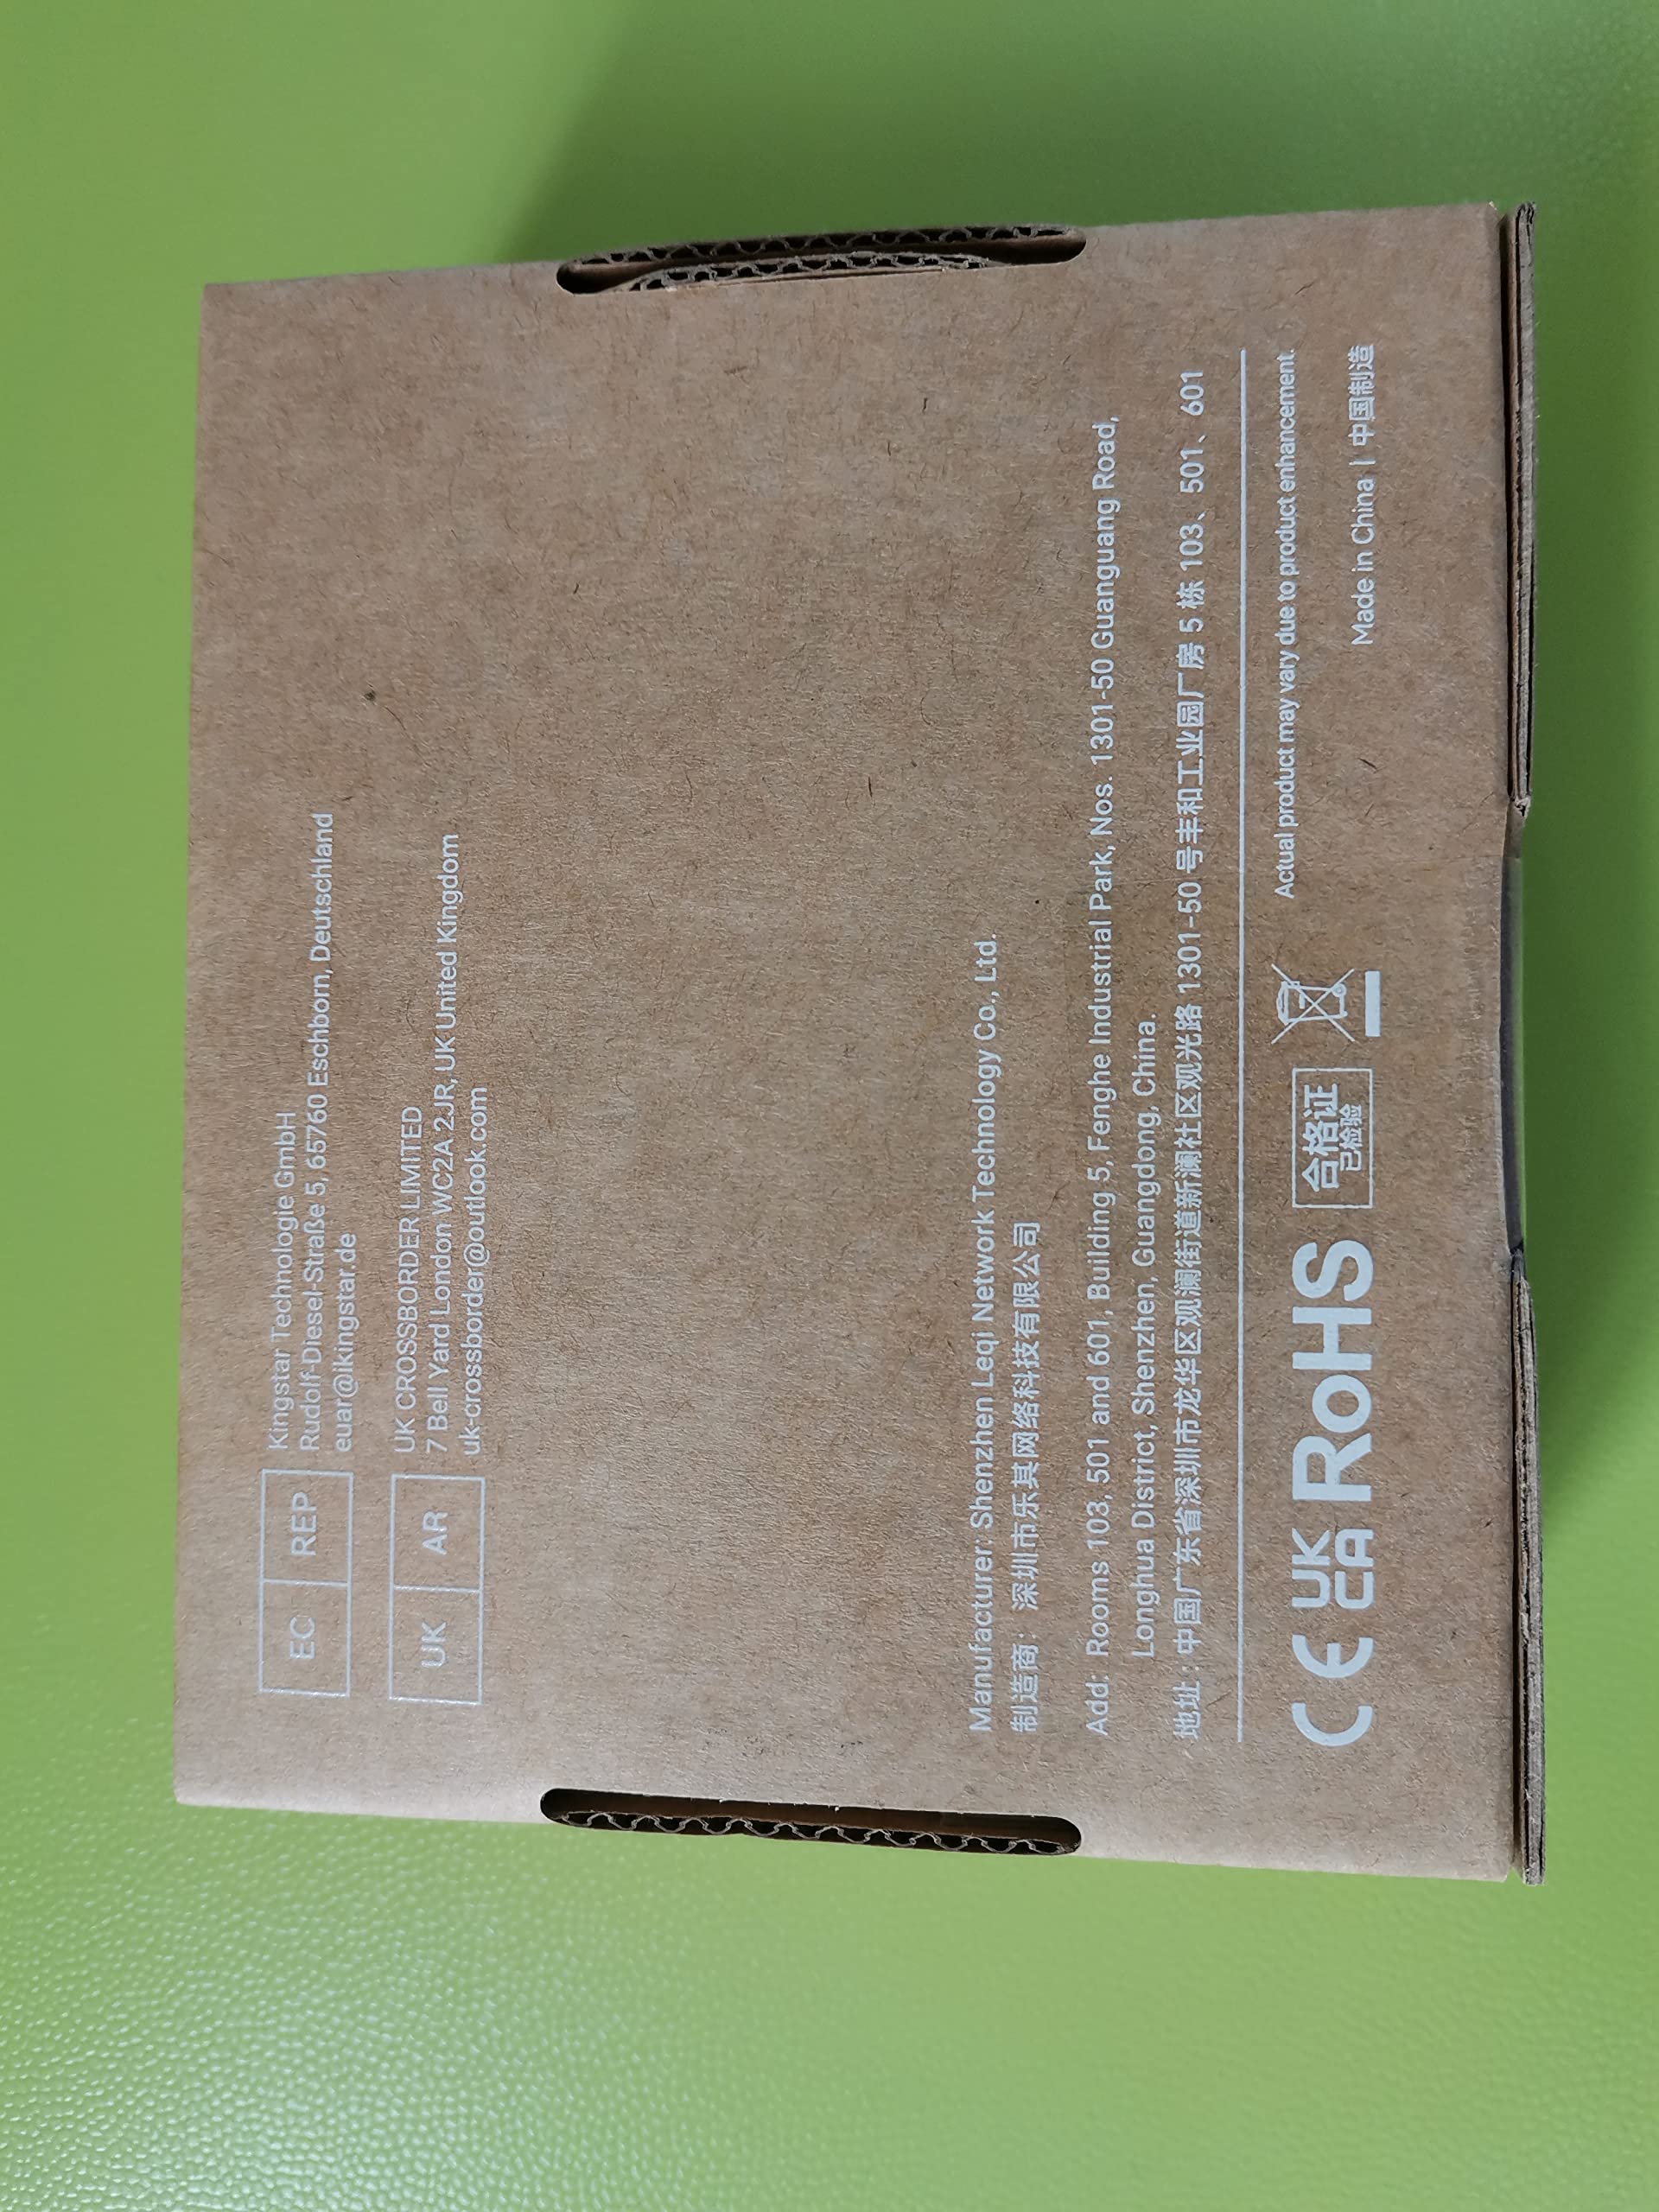 EC REP
Kingstar Technologie GmbH
Rudolf-Diesel-Straße 5, 65760 Eschborn, Deutschland
euar@ikingstar.de
UK AR
UK CROSSBORDER LIMITED
7 Bell Yard London WC2A 2JR, UK United Kingdom
uk-crossborder@outlook.com
Manufacturer: Shenzhen Leqi Network Technology Co., Ltd.
制造商：深圳市乐其网络科技有限公司
Add: Rooms 103, 501 and 601, Building 5, Fenghe Industrial Park, Nos. 1301-50 Guanguang Road,
Longhua District, Shenzhen, Guangdong, China.
地址：中国广东省深圳市龙华区观澜街道新澜社区观光路 1301-50 号丰和工业园厂房 5 栋 103、501、601
CE UK CA RoHS
合格证
已检验
Actual product may vary due to product enhancement.
Made in China | 中国制造